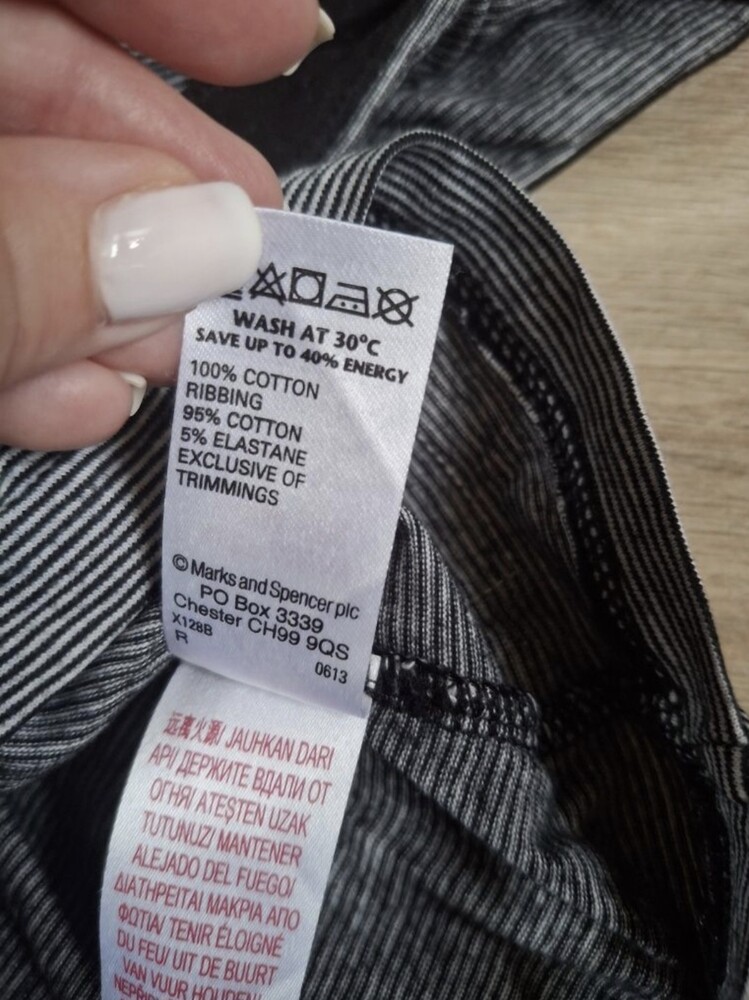 WASH AT 30°C
SAVE UP TO 40% ENERGY
100% COTTON
RIBBING
95% COTTON
5% ELASTANE
EXCLUSIVE OF
TRIMMINGS
© Marks and Spencer plc
PO Box 3339
Chester CH99 9QS
X128B
R
0613
远离火源/ JAUHKAN DARI
API/ ДЕРЖИТЕ ВДАЛИ ОТ
ОГНЯ/ ATEŞTEN UZAK
TUTUNUZ/ MANTENER
ALEJADO DEL FUEGO/
ΔΙΑΤΗΡΕΙΤΑΙ ΜΑΚΡΙΑ ΑΠΟ
ΦΩΤΙΑ/ TENIR ÉLOIGNÉ
DU FEU/ UIT DE BUURT
VAN VUUR HOUDEN/